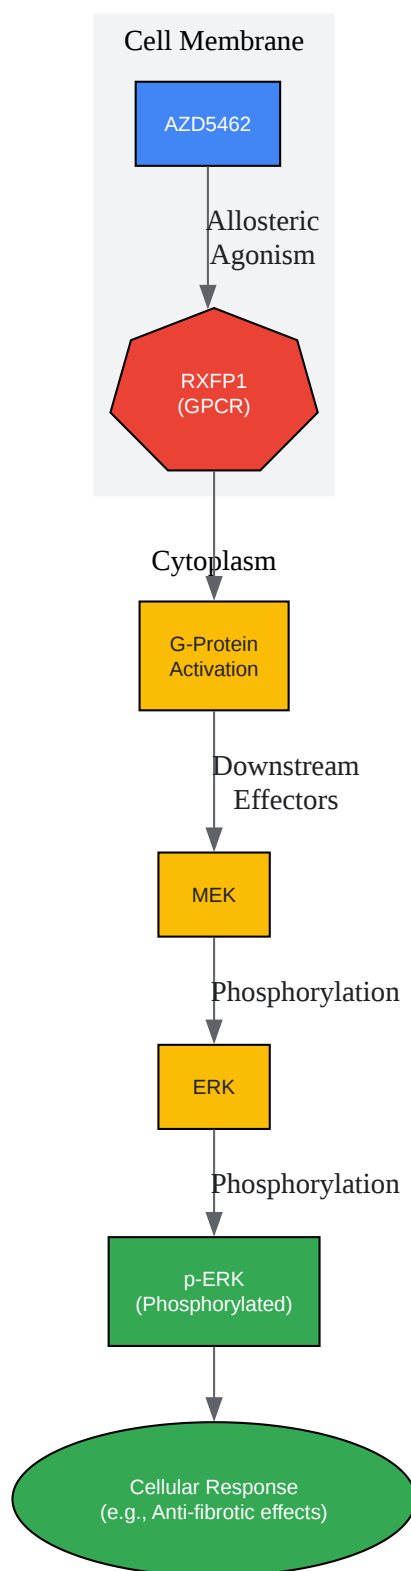 Cell Membrane
AZD5462
Allosteric
Agonism
RXFP1
(GPCR)
Cytoplasm
G-Protein
Activation
Downstream
Effectors
MEK
Phosphorylation
ERK
Phosphorylation
p-ERK
(Phosphorylated)
Cellular Response
(e.g., Anti-fibrotic effects)